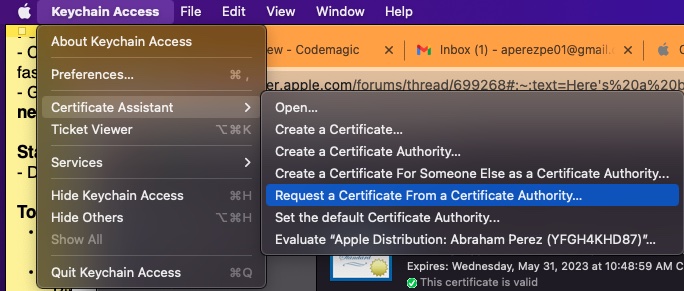 Keychain Access File Edit View Window Help
About Keychain Access
Preferences... ⌘ ,
Certificate Assistant >
Ticket Viewer ⌥⌘K
Services >
Hide Keychain Access ⌘H
Hide Others ⌥⌘H
Show All
Quit Keychain Access ⌘Q
ew - Codemagic × Inbox (1) - aperezpe01@gmail. ×
er.apple.com/forums/thread/699268#:~:text=Here's%20a%20b
Open...
Create a Certificate...
Create a Certificate Authority...
Create a Certificate For Someone Else as a Certificate Authority...
Request a Certificate From a Certificate Authority...
Set the default Certificate Authority...
Evaluate “Apple Distribution: Abraham Perez (YFGH4KHD87)”...
Standard
Expires: Wednesday, May 31, 2023 at 10:48:59 AM C
This certificate is valid
- C
fas
- G
ne
Sta
- D
To